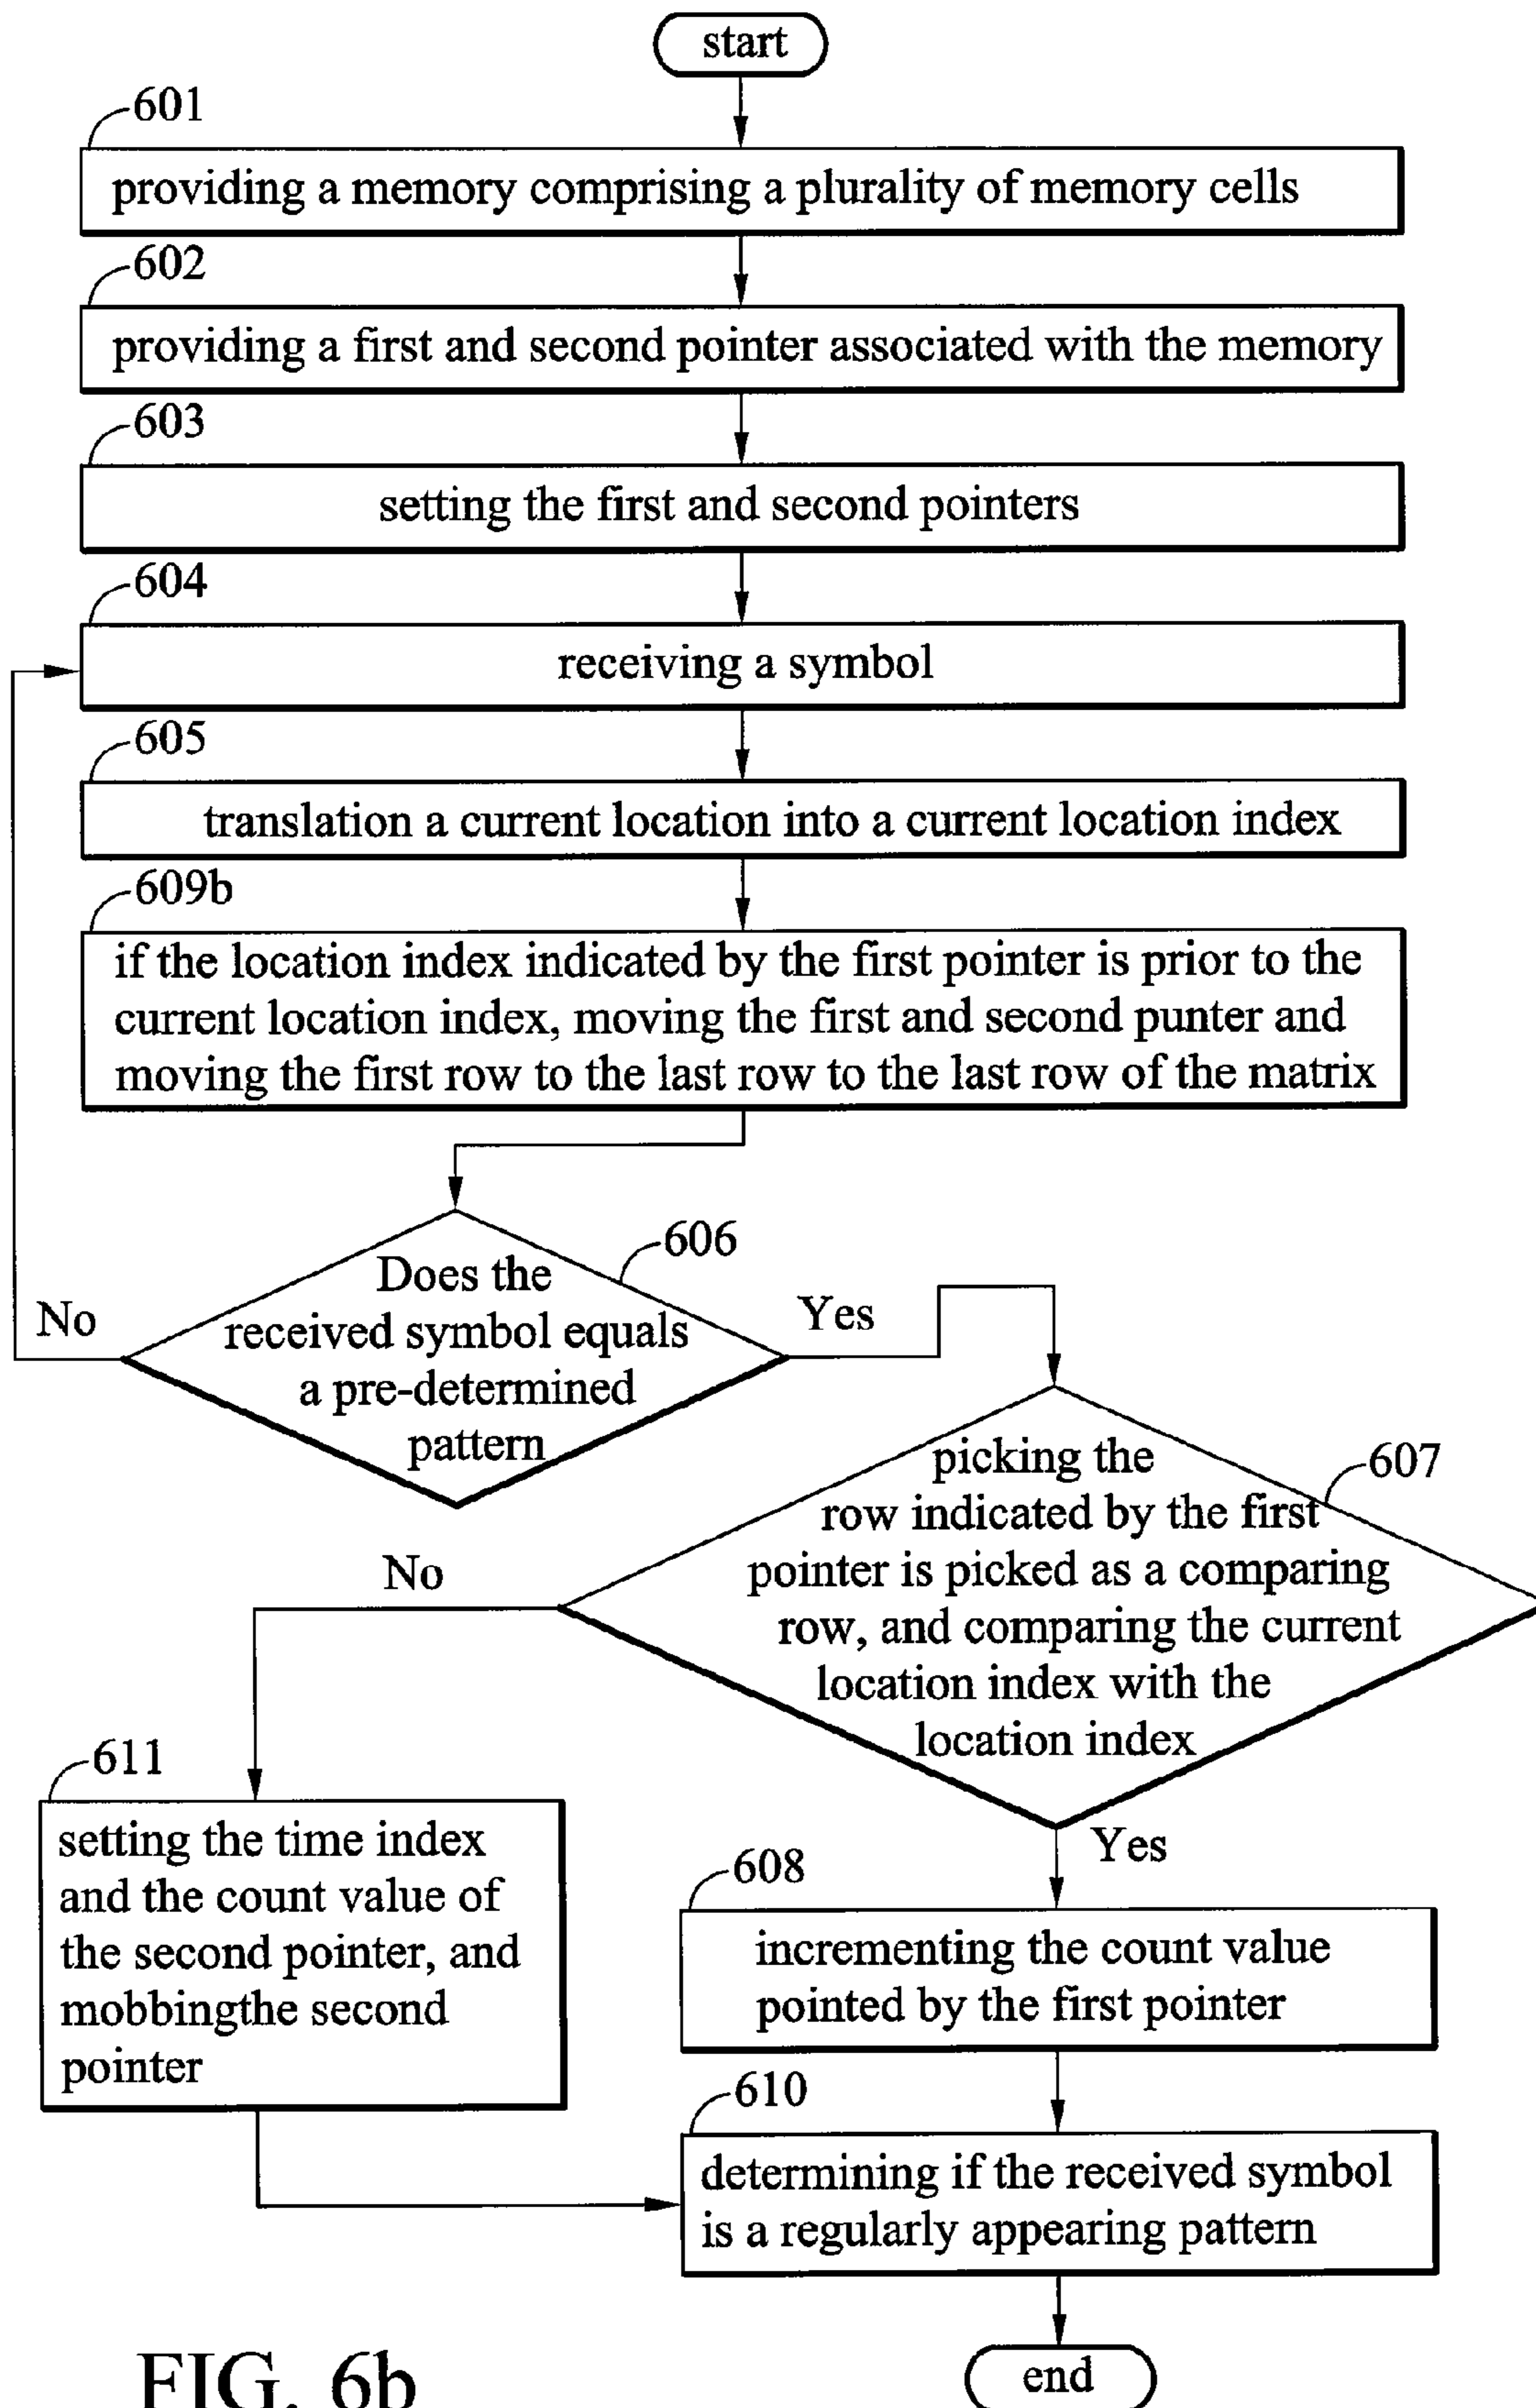 start
601
providing a memory comprising a plurality of memory cells
602
providing a first and second pointer associated with the memory
603
setting the first and second pointers
604
receiving a symbol
605
translation a current location into a current location index
609b
if the location index indicated by the first pointer is prior to the
current location index, moving the first and second punter and
moving the first row to the last row to the last row of the matrix
606
Does the
received symbol equals
a pre-determined
pattern
No
Yes
607
picking the
row indicated by the first
pointer is picked as a comparing
row, and comparing the current
location index with the
location index
No
Yes
611
setting the time index
and the count value of
the second pointer, and
mobbingthe second
pointer
608
incrementing the count value
pointed by the first pointer
610
determining if the received symbol
is a regularly appearing pattern
end
FIG. 6b